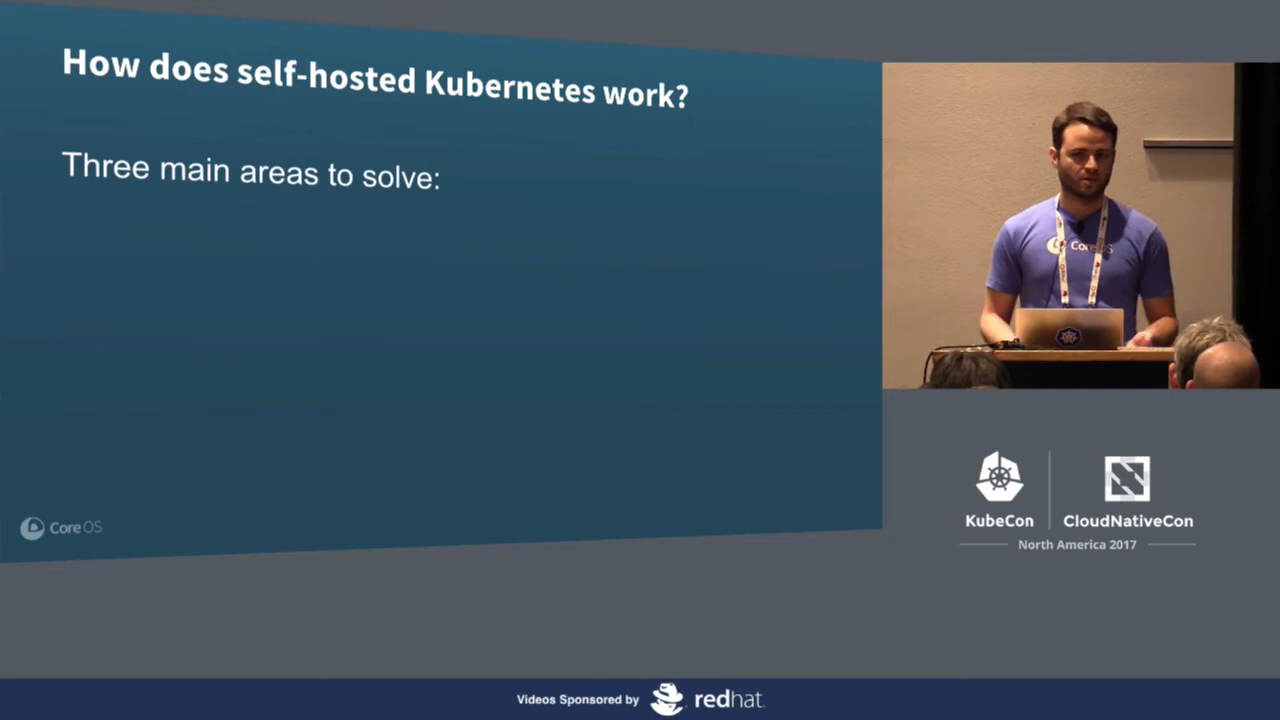 How does self-hosted Kubernetes work?
Three main areas to solve:
CoreOS
CoreOS
KubeCon
CloudNativeCon
North America 2017
Videos Sponsored by redhat.